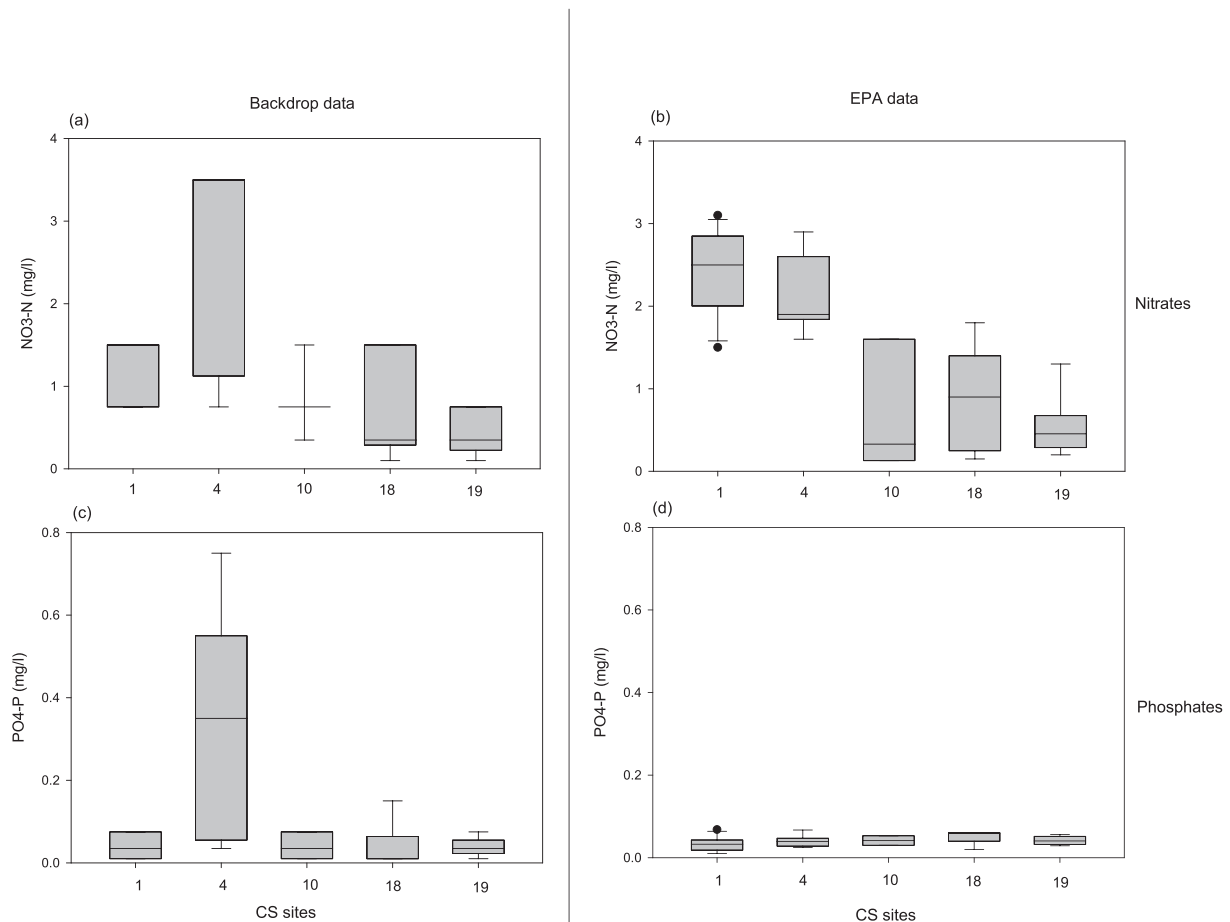 Backdrop data
EPA data
(a)
(b)
4
3
2
1
0
NO3-N (mg/l)
1
4
10
18
19
4
3
2
1
0
NO3-N (mg/l)
1
4
10
18
19
Nitrates
(c)
(d)
0.8
0.6
0.4
0.2
0.0
PO4-P (mg/l)
1
4
10
18
19
CS sites
0.8
0.6
0.4
0.2
0.0
PO4-P (mg/l)
1
4
10
18
19
CS sites
Phosphates